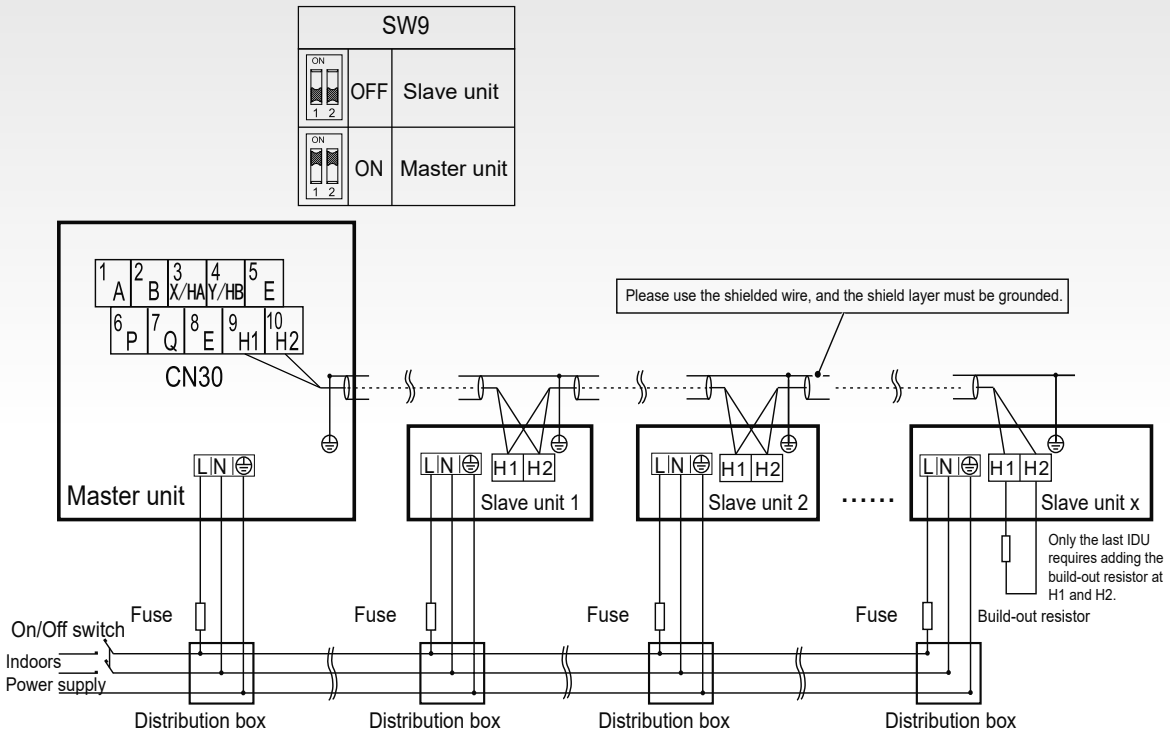 SW9
ON
1 2
OFF
Slave unit
ON
1 2
ON
Master unit
1 A
2 B
3 X/HA
4 Y/HB
5 E
6 P
7 Q
8 E
9 H1
10 H2
CN30
Please use the shielded wire, and the shield layer must be grounded.
L N
Master unit
L N
H1 H2
Slave unit 1
L N
H1 H2
Slave unit 2
......
L N
H1 H2
Slave unit x
Only the last IDU
requires adding the
build-out resistor at
H1 and H2.
Build-out resistor
Fuse
Fuse
Fuse
Fuse
On/Off switch
Indoors
Power supply
Distribution box
Distribution box
Distribution box
Distribution box